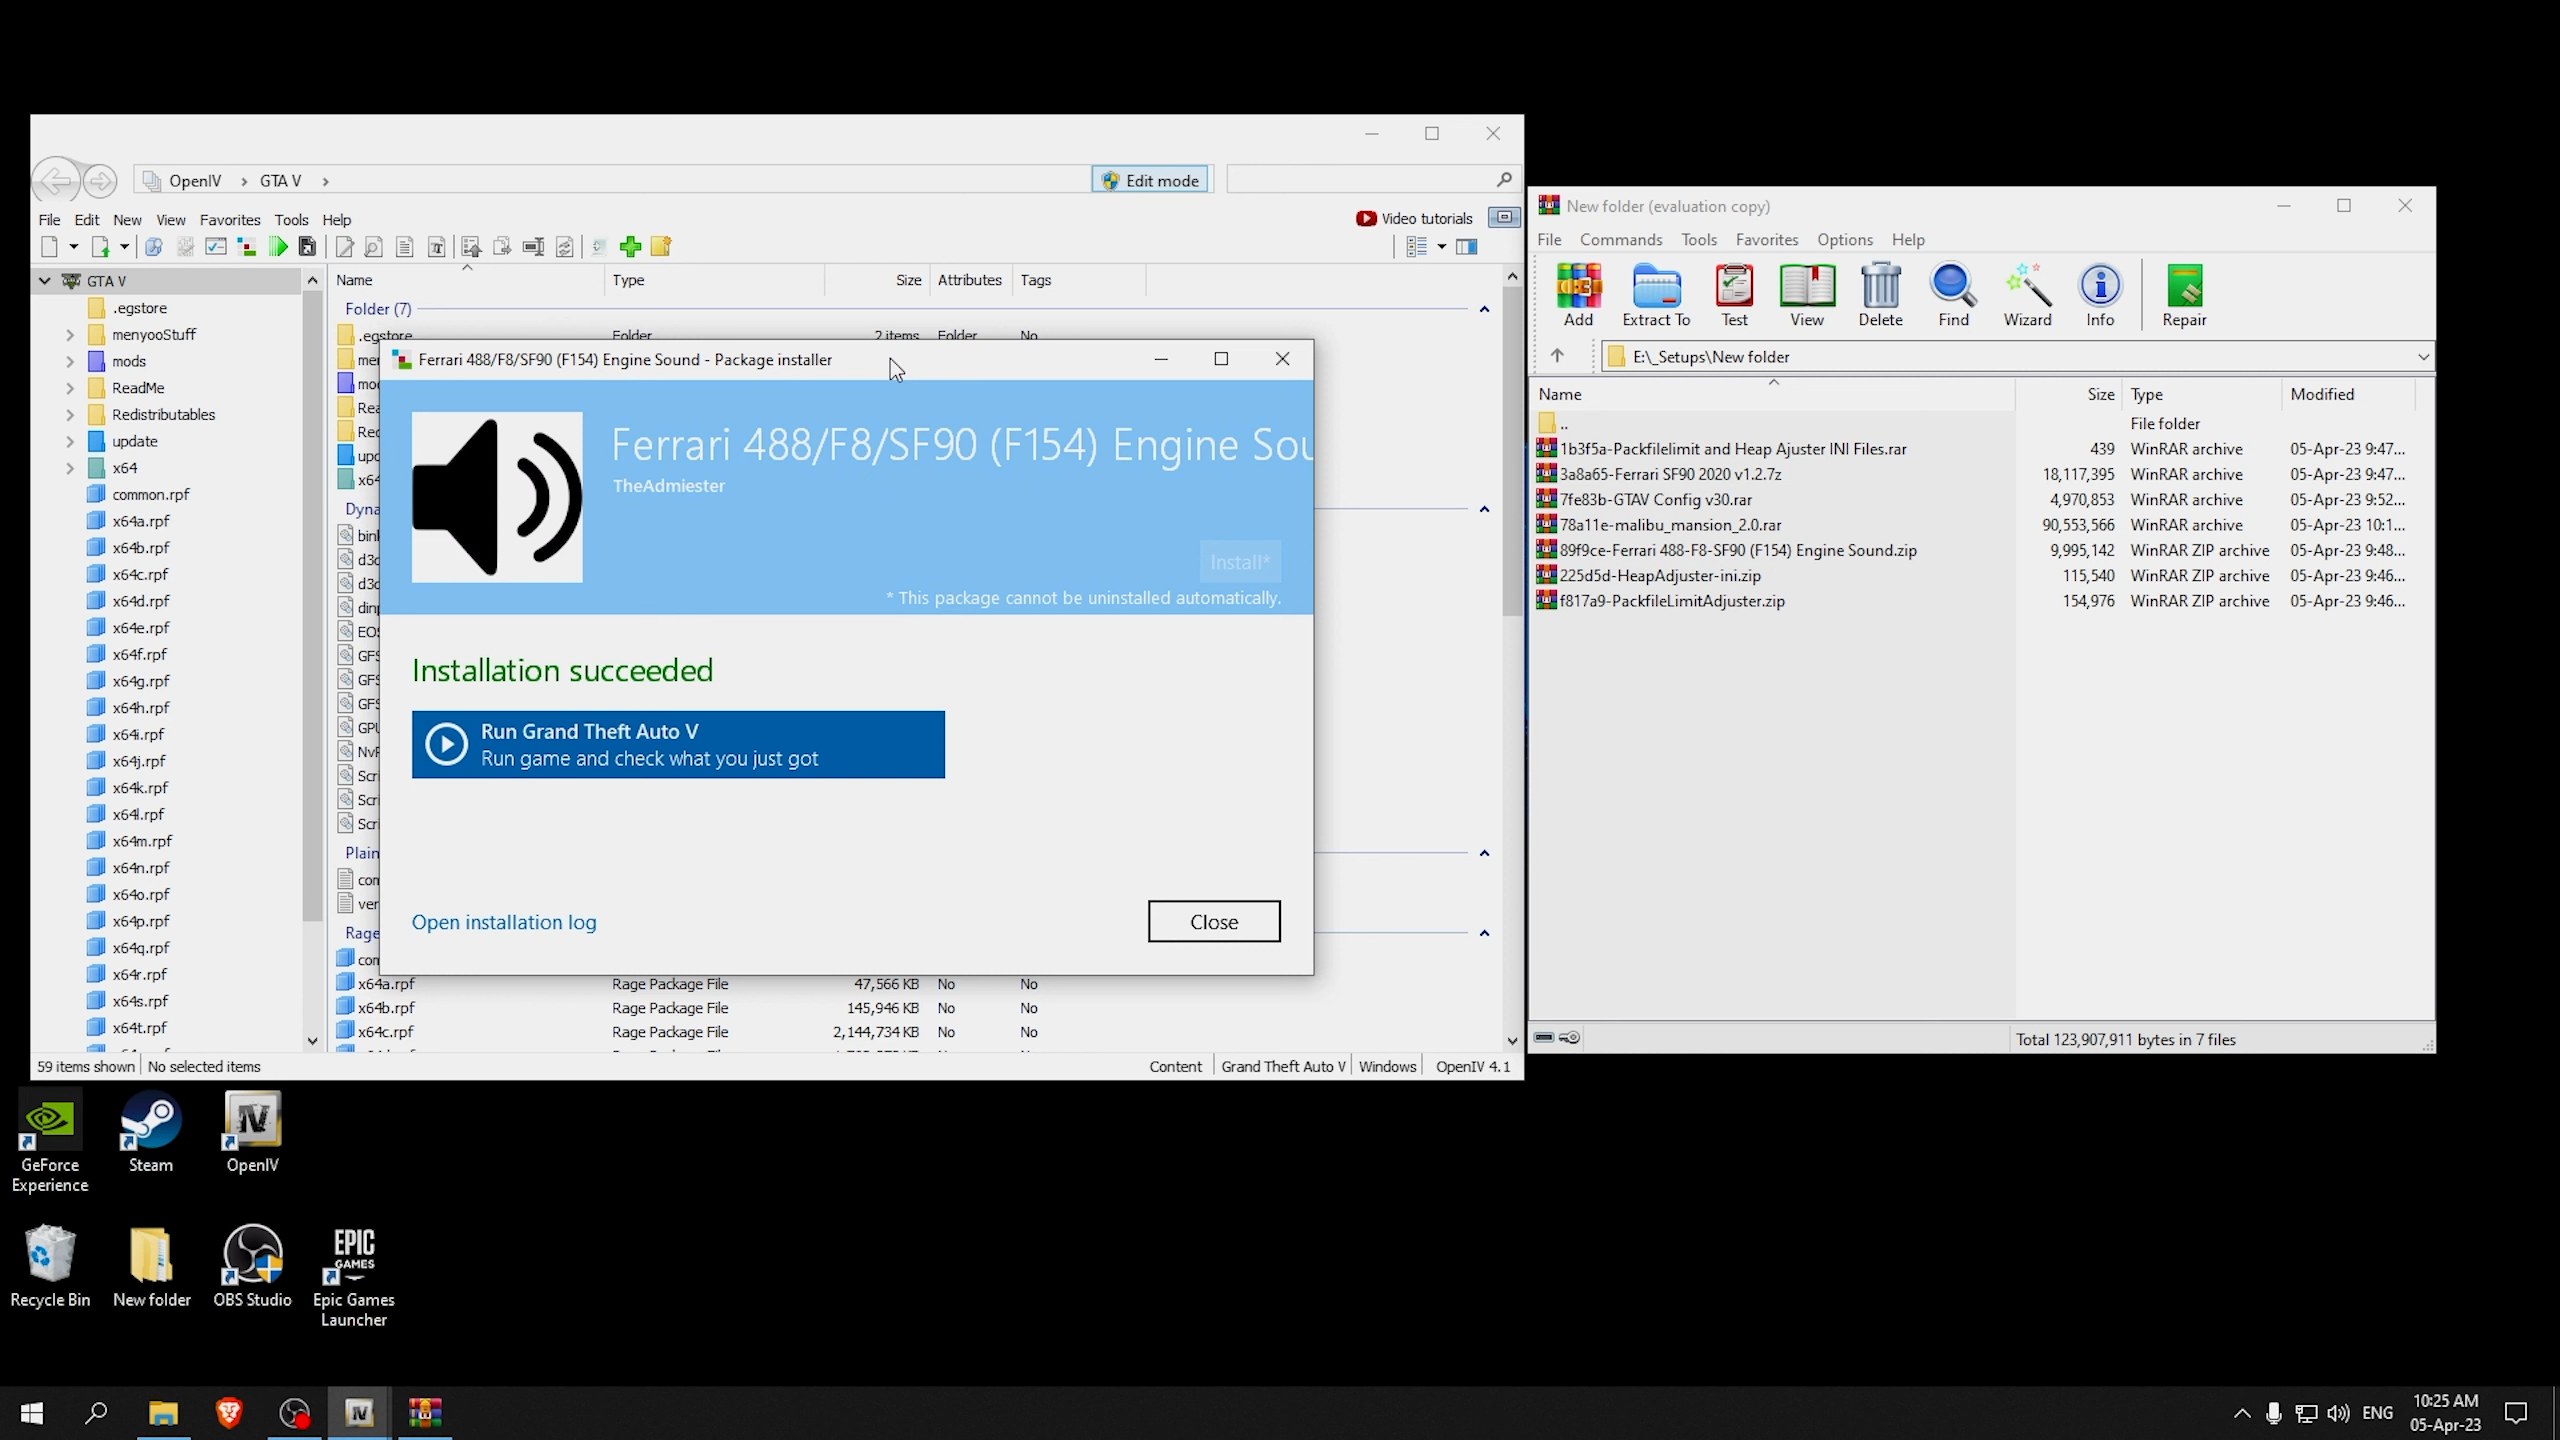 OpenIV > GTA V >
Edit mode
File Edit New View Favorites Tools Help
Video tutorials
GTA V
.egstore
menyooStuff
mods
ReadMe
Redistributables
update
x64
common.rpf
x64a.rpf
x64b.rpf
x64c.rpf
x64d.rpf
x64e.rpf
x64f.rpf
x64g.rpf
x64h.rpf
x64i.rpf
x64j.rpf
x64k.rpf
x64l.rpf
x64m.rpf
x64n.rpf
x64o.rpf
x64p.rpf
x64q.rpf
x64r.rpf
x64s.rpf
x64t.rpf
Name Type Size Attributes Tags
Folder (7)
.egstore Folder 2 items Folder No
Dyna
Plain
Rage
x64a.rpf Rage Package File 47,566 KB No No
x64b.rpf Rage Package File 145,946 KB No No
x64c.rpf Rage Package File 2,144,734 KB No No
59 items shown No selected items
Content Grand Theft Auto V Windows OpenIV 4.1
Ferrari 488/F8/SF90 (F154) Engine Sound - Package installer
Ferrari 488/F8/SF90 (F154) Engine Sou
TheAdmiester
Install*
* This package cannot be uninstalled automatically.
Installation succeeded
Run Grand Theft Auto V
Run game and check what you just got
Open installation log
Close
New folder (evaluation copy)
File Commands Tools Favorites Options Help
Add Extract To Test View Delete Find Wizard Info Repair
E:\_Setups\New folder
Name Size Type Modified
.. File folder
1b3f5a-Packfilelimit and Heap Ajuster INI Files.rar 439 WinRAR archive 05-Apr-23 9:47...
3a8a65-Ferrari SF90 2020 v1.2.7z 18,117,395 WinRAR archive 05-Apr-23 9:47...
7fe83b-GTAV Config v30.rar 4,970,853 WinRAR archive 05-Apr-23 9:52...
78a11e-malibu_mansion_2.0.rar 90,553,566 WinRAR archive 05-Apr-23 10:1...
89f9ce-Ferrari 488-F8-SF90 (F154) Engine Sound.zip 9,995,142 WinRAR ZIP archive 05-Apr-23 9:48...
225d5d-HeapAdjuster-ini.zip 115,540 WinRAR ZIP archive 05-Apr-23 9:46...
f817a9-PackfileLimitAdjuster.zip 154,976 WinRAR ZIP archive 05-Apr-23 9:46...
Total 123,907,911 bytes in 7 files
GeForce Experience
Steam
OpenIV
Recycle Bin
New folder
OBS Studio
EPIC GAMES
Epic Games Launcher
ENG
10:25 AM
05-Apr-23